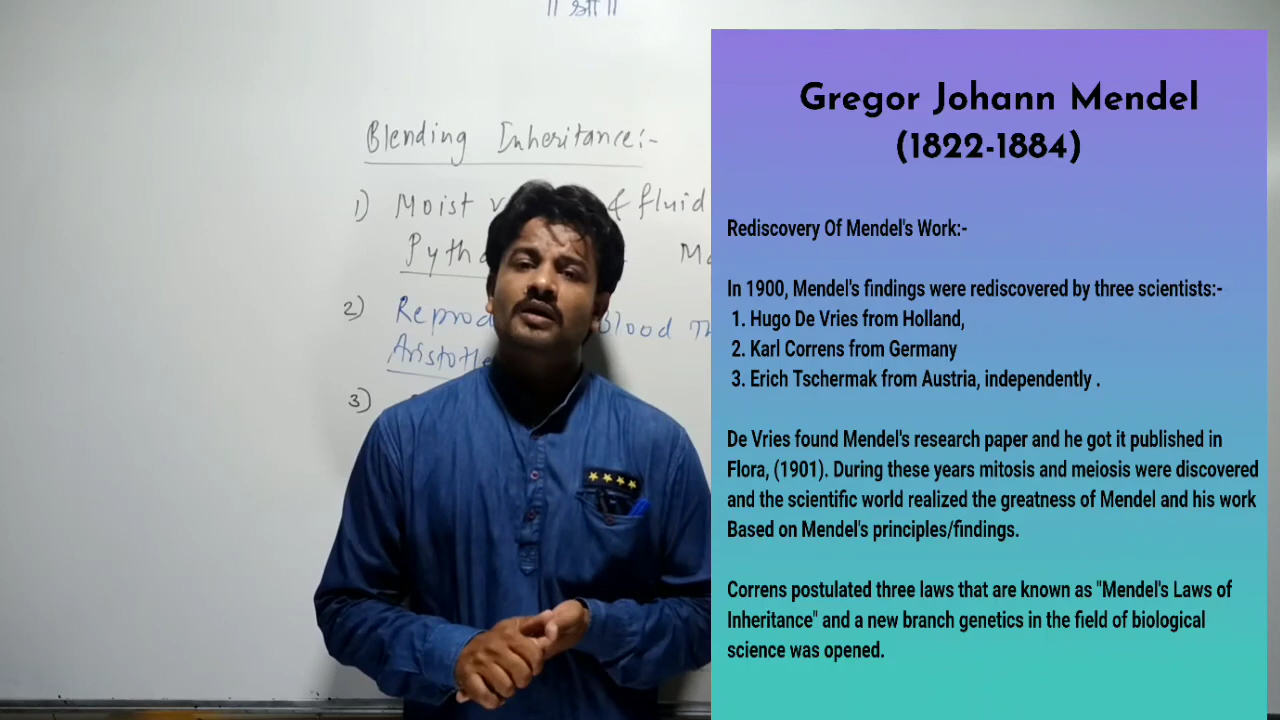 || श्री ||
Blending Inheritance:-
1) Moist & fluid
Pytha
2) Reprod Blood Th
Aristotle
3)
Gregor Johann Mendel
(1822-1884)
Rediscovery Of Mendel's Work:-
In 1900, Mendel's findings were rediscovered by three scientists:-
1. Hugo De Vries from Holland,
2. Karl Correns from Germany
3. Erich Tschermak from Austria, independently .
De Vries found Mendel's research paper and he got it published in
Flora, (1901). During these years mitosis and meiosis were discovered
and the scientific world realized the greatness of Mendel and his work
Based on Mendel's principles/findings.
Correns postulated three laws that are known as "Mendel's Laws of
Inheritance" and a new branch genetics in the field of biological
science was opened.